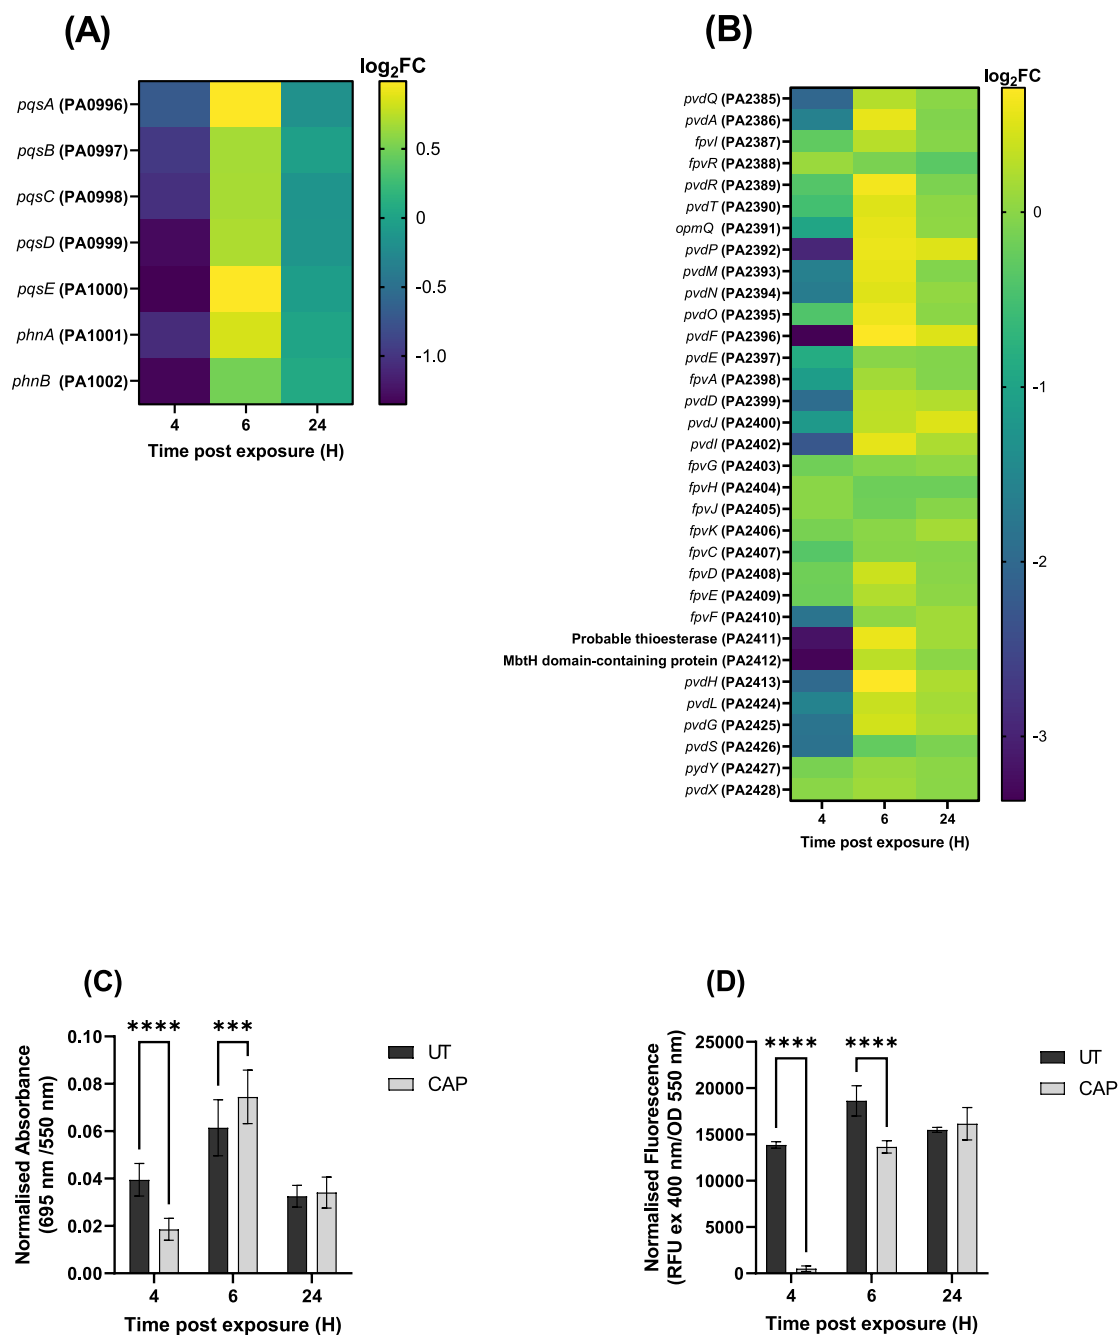 (A)
log2FC
pqsA (PA0996)
pqsB (PA0997)
pqsC (PA0998)
pqsD (PA0999)
pqsE (PA1000)
phnA (PA1001)
phnB (PA1002)
0.5
0
-0.5
-1.0
4 6 24
Time post exposure (H)
(B)
log2FC
pvdQ (PA2385)
pvdA (PA2386)
fpvI (PA2387)
fpvR (PA2388)
pvdR (PA2389)
pvdT (PA2390)
opmQ (PA2391)
pvdP (PA2392)
pvdM (PA2393)
pvdN (PA2394)
pvdO (PA2395)
pvdF (PA2396)
pvdE (PA2397)
fpvA (PA2398)
pvdD (PA2399)
pvdJ (PA2400)
pvdI (PA2402)
fpvG (PA2403)
fpvH (PA2404)
fpvJ (PA2405)
fpvK (PA2406)
fpvC (PA2407)
fpvD (PA2408)
fpvE (PA2409)
fpvF (PA2410)
Probable thioesterase (PA2411)
MbtH domain-containing protein (PA2412)
pvdH (PA2413)
pvdL (PA2424)
pvdG (PA2425)
pvdS (PA2426)
pydY (PA2427)
pvdX (PA2428)
0
-1
-2
-3
4 6 24
Time post exposure (H)
(C)
**** ***
0.10
0.08
0.06
0.04
0.02
0.00
Normalised Absorbance
(695 nm /550 nm)
4 6 24
Time post exposure (H)
UT
CAP
(D)
**** ****
25000
20000
15000
10000
5000
0
Normalised Fluorescence
(RFU ex 400 nm/OD 550 nm)
4 6 24
Time post exposure (H)
UT
CAP